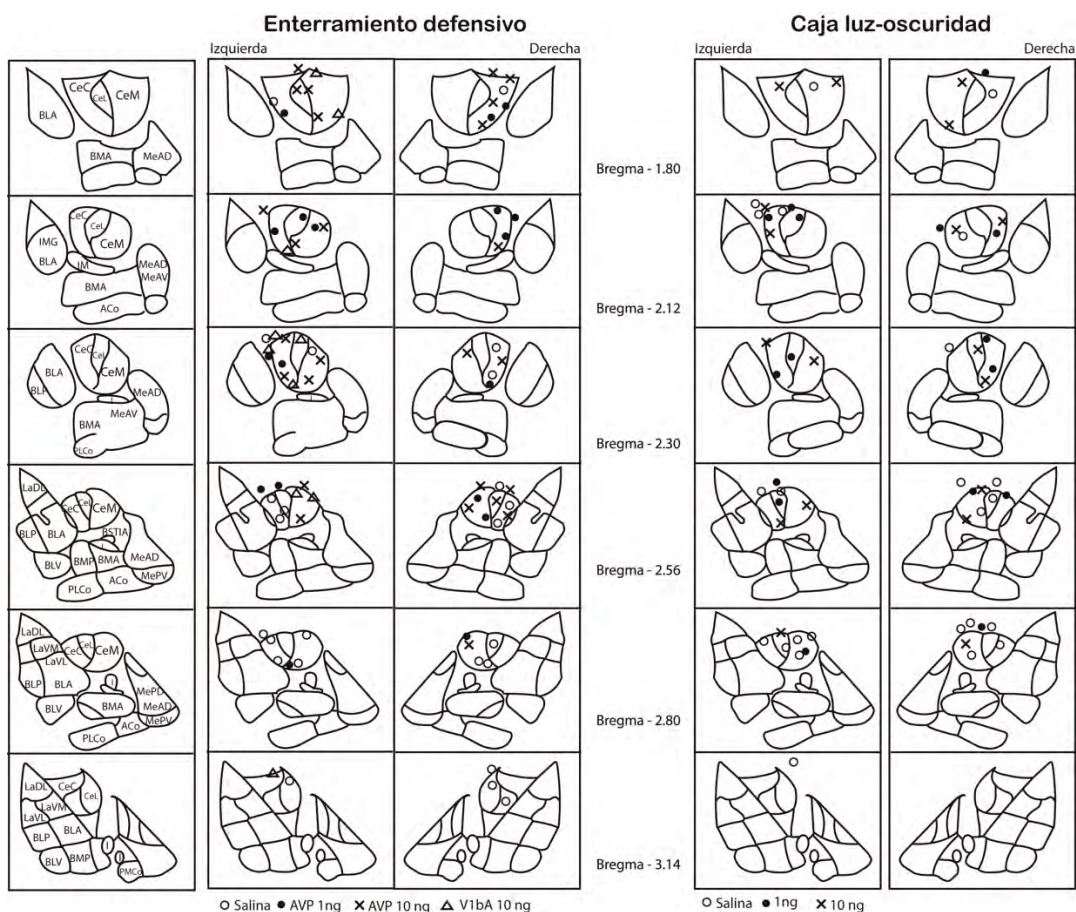 Enterramiento defensivo
Caja luz-oscuridad
Izquierda Derecha
Izquierda Derecha
CeC CeL CeM
BLA
BMA MeAD
Bregma - 1.80
CeC CeL
IMG CeM
BLA IM MeAD
BMA MeAV
ACo
Bregma - 2.12
CeC CeL
BLA CeM
BLP MeAD
MeAV
BMA
PLCo
Bregma - 2.30
LaDL
CeC CeL CeM
BLP BLA BSTIA
I
BLV BMP BMA MeAD
PLCo ACo MePV
Bregma - 2.56
LaDL
LaVM CeC CeL CeM
LaVL
BLP BLA I
MePD
BLV BMA MeAD
ACo MePV
PLCo
Bregma - 2.80
LaDL CeC
CeL
LaVM
LaVL
BLP BLA
I
BLV BMP I
PMCo
Bregma - 3.14
Salina AVP 1ng AVP 10 ng V1bA 10 ng
Salina 1ng 10 ng